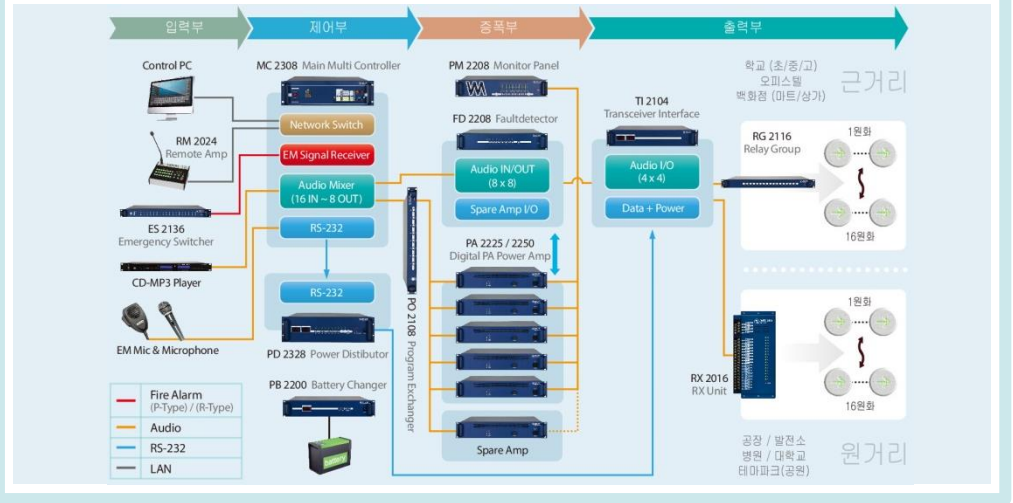 입력부
제어부
증폭부
출력부
Control PC
RM 2024
Remote Amp
ES 2136
Emergency Switcher
CD-MP3 Player
EM Mic & Microphone
Fire Alarm
(P-Type) / (R-Type)
Audio
RS-232
LAN
MC 2308 Main Multi Controller
Network Switch
EM Signal Receiver
Audio Mixer
(16 IN ~ 8 OUT)
RS-232
RS-232
PD 2328 Power Distibutor
PB 2200 Battery Changer
battery
PO 2108 Program Exchanger
PM 2208 Monitor Panel
FD 2208 Faultdetector
Audio IN/OUT
(8 x 8)
Spare Amp I/O
PA 2225 / 2250
Digital PA Power Amp
Spare Amp
TI 2104
Transceiver Interface
Audio I/O
(4 x 4)
Data + Power
학교 (초/중/고)
오피스텔
백화점 (마트/상가)
근거리
RG 2116
Relay Group
1원화
16원화
RX 2016
RX Unit
1원화
16원화
공장 / 발전소
병원 / 대학교
테마파크(공원)
원거리